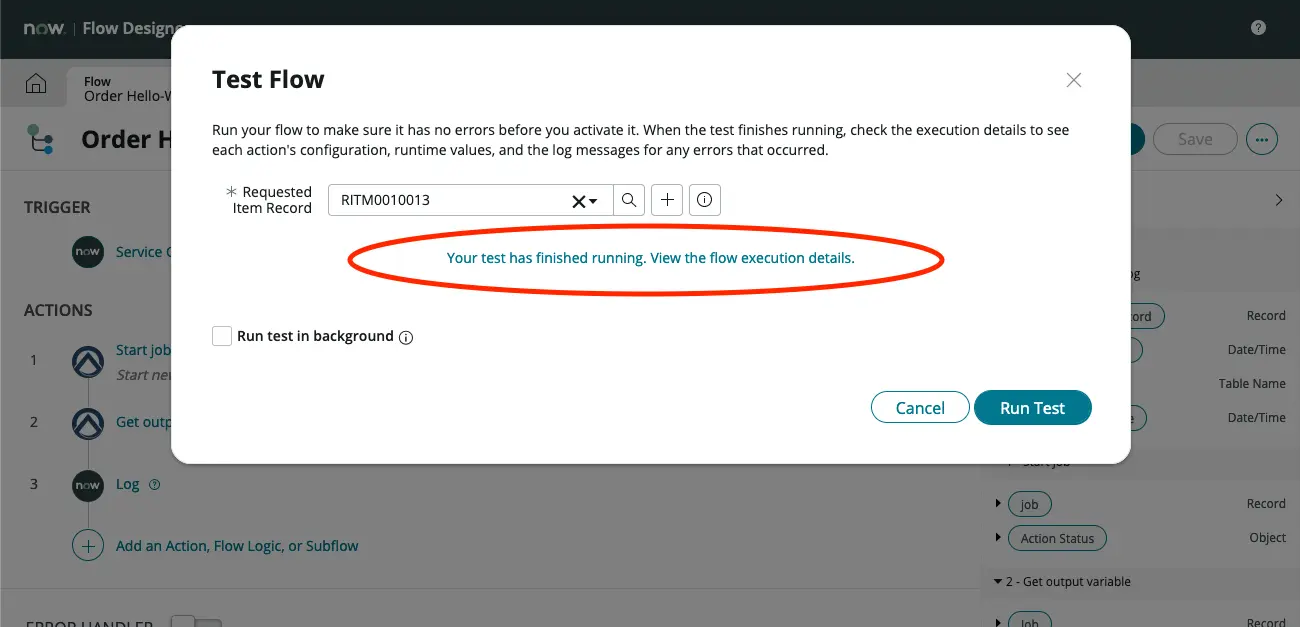 now. | Flow Designe
Flow
Order Hello-W
Order H
Save
Test Flow
Run your flow to make sure it has no errors before you activate it. When the test finishes running, check the execution details to see
each action's configuration, runtime values, and the log messages for any errors that occurred.
* Requested
Item Record
RITM0010013
Your test has finished running. View the flow execution details.
Run test in background
Cancel
Run Test
TRIGGER
now
Service
ACTIONS
1
Start job
Start new
2
Get outp
3
now
Log
Add an Action, Flow Logic, or Subflow
ERROR HANDLER
og
ord
Record
Date/Time
Table Name
e
Date/Time
1 - Start job
job
Record
Action Status
Object
2 - Get output variable
Job
Record